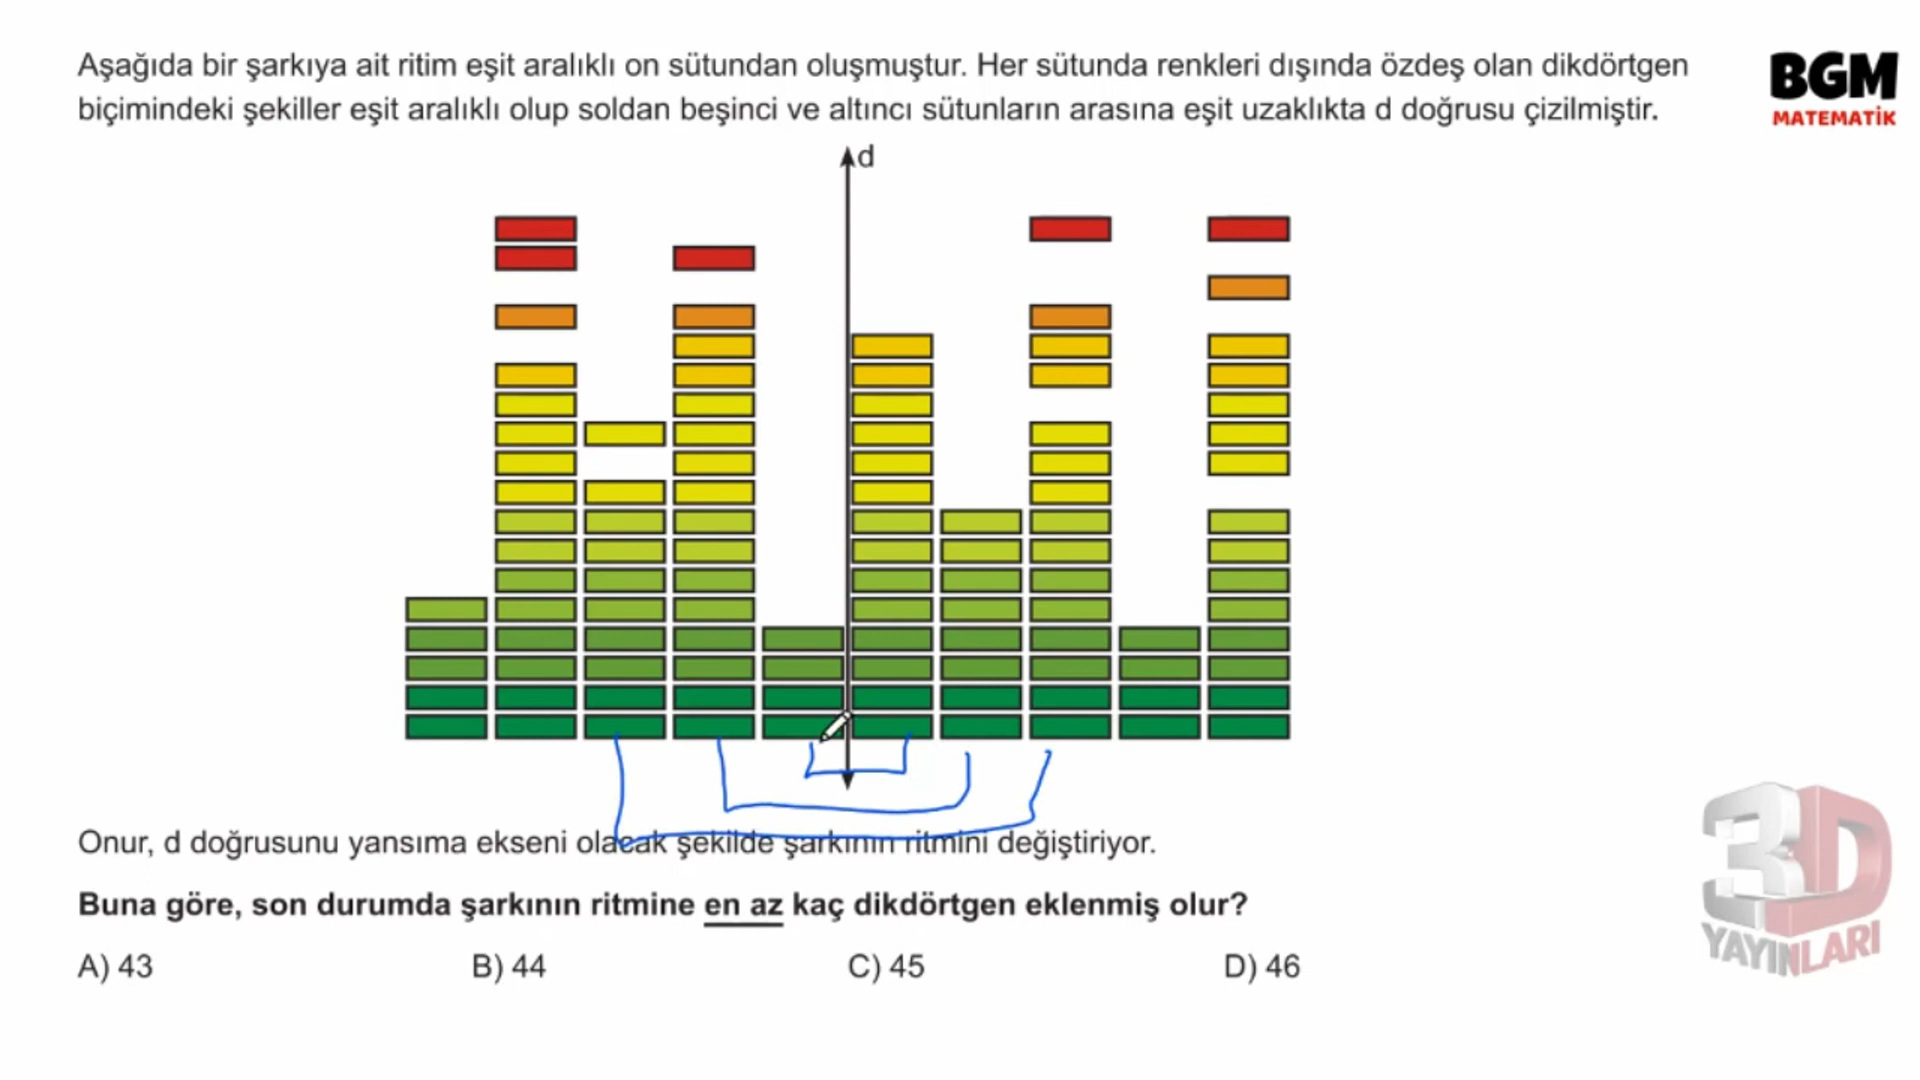 Aşağıda bir şarkıya ait ritim eşit aralıklı on sütundan oluşmuştur. Her sütunda renkleri dışında özdeş olan dikdörtgen
biçimindeki şekiller eşit aralıklı olup soldan beşinci ve altıncı sütunların arasına eşit uzaklıkta d doğrusu çizilmiştir.
BGM
MATEMATİK
d
Onur, d doğrusunu yansıma ekseni olacak şekilde şarkının ritmini değiştiriyor.
Buna göre, son durumda şarkının ritmine en az kaç dikdörtgen eklenmiş olur?
A) 43 B) 44 C) 45 D) 46
3D
YAYINLARI